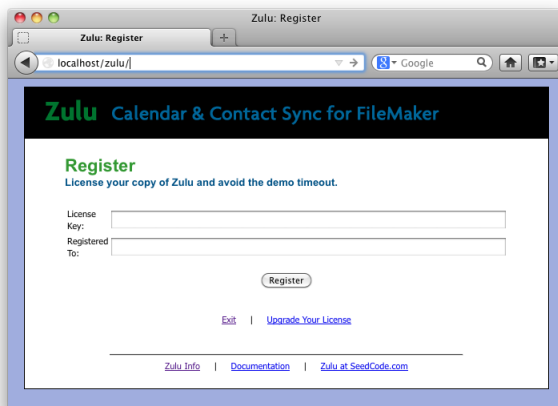 Zulu: Register
Zulu: Register
localhost/zulu/
Google
Zulu Calendar & Contact Sync for FileMaker
Register
License your copy of Zulu and avoid the demo timeout.
License
Key:
Registered
To:
Register
Exit | Upgrade Your License
Zulu Info | Documentation | Zulu at SeedCode.com